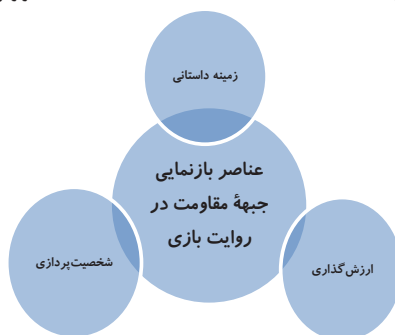 زمینه داستانی
عناصر بازنمایی
جبههٔ مقاومت در
روایت بازی
ارزش‌گذاری
شخصیت‌پردازی